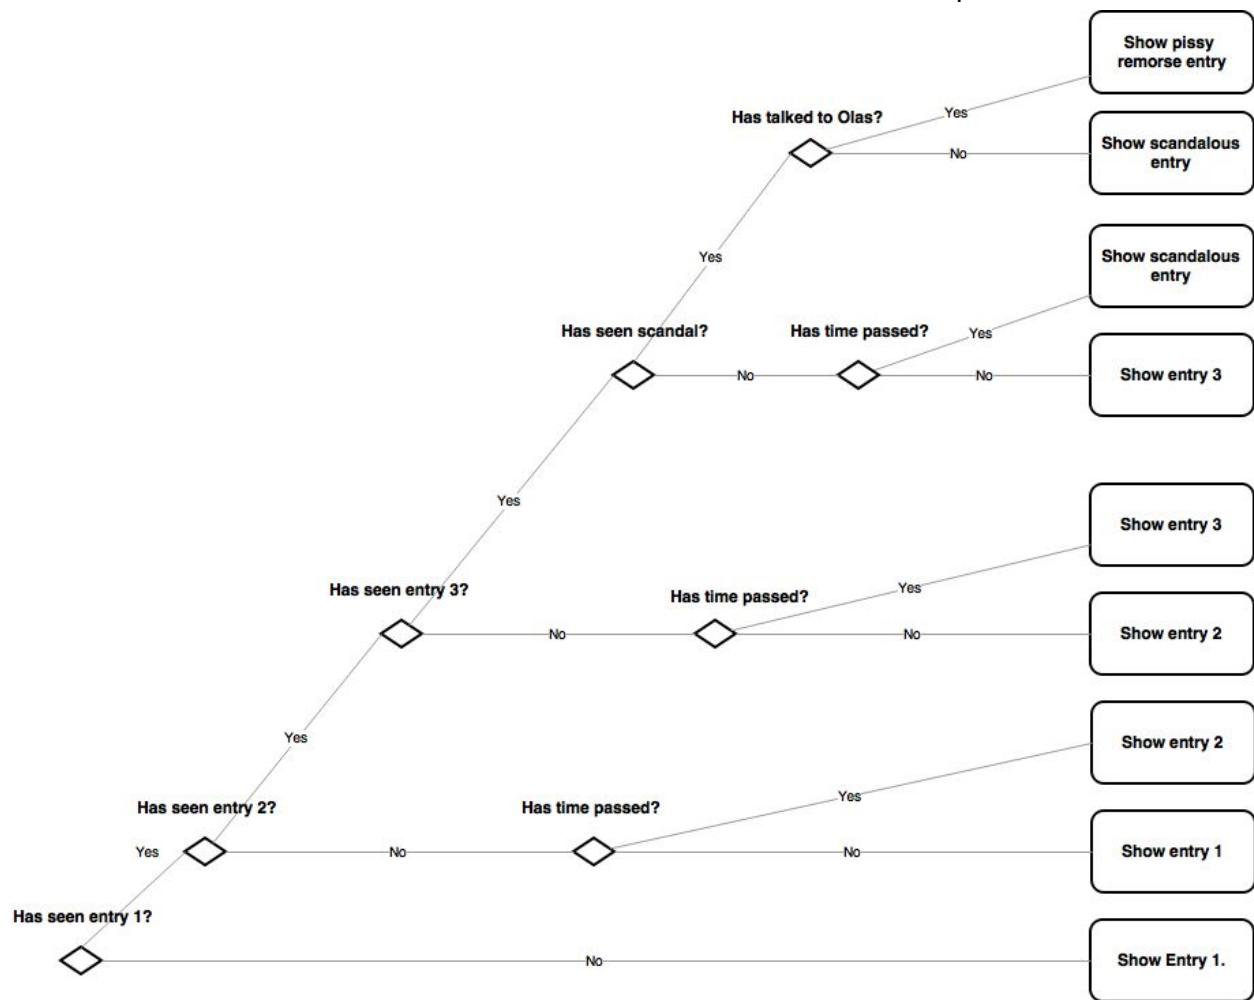 Show pissy
remorse entry
Has talked to Olas?
Yes
No
Show scandalous
entry
Yes
Show scandalous
entry
Has seen scandal?
Has time passed?
Yes
No
No
Show entry 3
Yes
Show entry 3
Has seen entry 3?
Has time passed?
Yes
No
No
Show entry 2
Yes
Show entry 2
Has seen entry 2?
Has time passed?
Yes
Yes
No
No
Show entry 1
Has seen entry 1?
No
Show Entry 1.